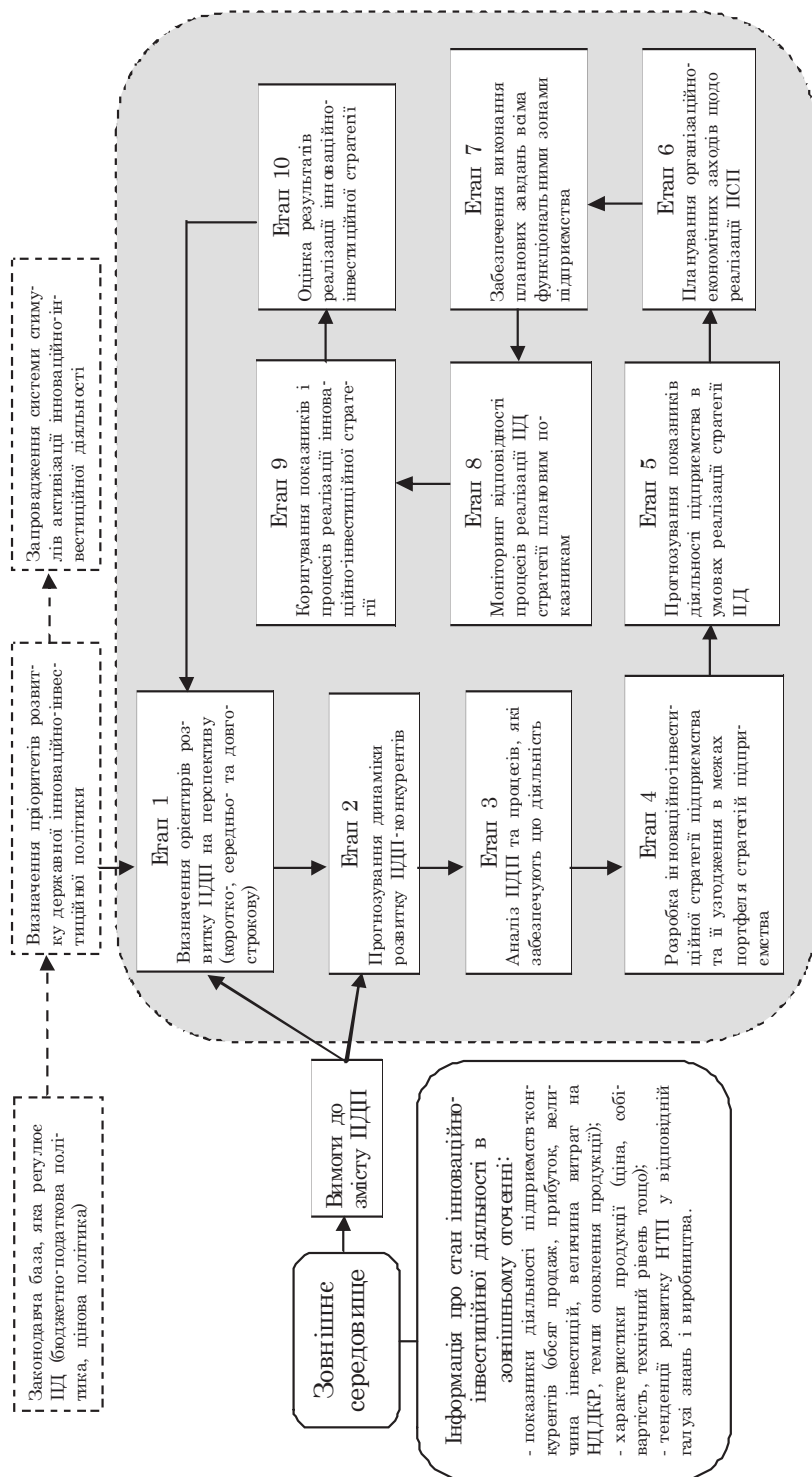 Законодавча база, яка регулює
ІІД (бюджетно-податкова полі-
тика, цінова політика)
Визначення пріоритетів розвит-
ку державної інноваційно-інвес-
тиційної політики
Запровадження системи стиму-
лів активізації інноваційно-ін-
вестиційної діяльності
Зовнішнє
середовище
Вимоги до
змісту ІІДП
Інформація про стан інноваційно-
інвестиційної діяльності в
зовнішньому оточенні:
- показники діяльності підприємств-кон-
курентів (обсяг продаж, прибуток, вели-
чина інвестицій, величина витрат на
НДДКР, темпи оновлення продукції);
- характеристики продукції (ціна, собі-
вартість, технічний рівень тощо);
- тенденції розвитку НТП у відповідній
галузі знань і виробництва.
Етап 1
Визначення орієнтирів роз-
витку ІІДП на перспективу
(коротко-, середньо- та довго-
строкову)
Етап 2
Прогнозування динаміки
розвитку ІІДП-конкурентів
Етап 3
Аналіз ІІДП та процесів, які
забезпечують цю діяльність
Етап 4
Розробка інноваційно-інвести-
ційної стратегії підприємства
та її узгодження в межах
портфеля стратегій підпри-
ємства
Етап 5
Прогнозування показників
діяльності підприємства в
умовах реалізації стратегії
ІІД
Етап 6
Планування організаційно-
економічних заходів щодо
реалізації ІІСП
Етап 7
Забезпечення виконання
планових завдань всіма
функціональними зонами
підприємства
Етап 8
Моніторинг відповідності
процесів реалізації ІІД
стратегії плановим по-
казникам
Етап 9
Коригування показників і
процесів реалізації іннова-
ційно-інвестиційної страте-
гії
Етап 10
Оцінка результатів
реалізації інноваційно-
інвестиційної стратегії